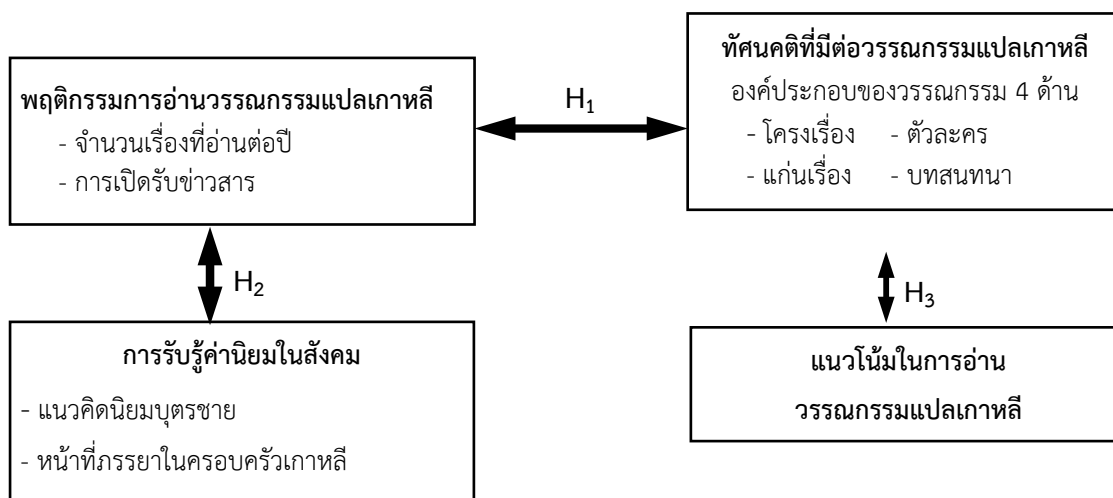 พฤติกรรมการอ่านวรรณกรรมแปลเกาหลี
- จำนวนเรื่องที่อ่านต่อปี
- การเปิดรับข่าวสาร
H₁
ทัศนคติที่มีต่อวรรณกรรมแปลเกาหลี
องค์ประกอบของวรรณกรรม 4 ด้าน
- โครงเรื่อง - ตัวละคร
- แก่นเรื่อง - บทสนทนา
H₂
H₃
การรับรู้ค่านิยมในสังคม
- แนวคิดนิยมบุตรชาย
- หน้าที่ภรรยาในครอบครัวเกาหลี
แนวโน้มในการอ่าน
วรรณกรรมแปลเกาหลี